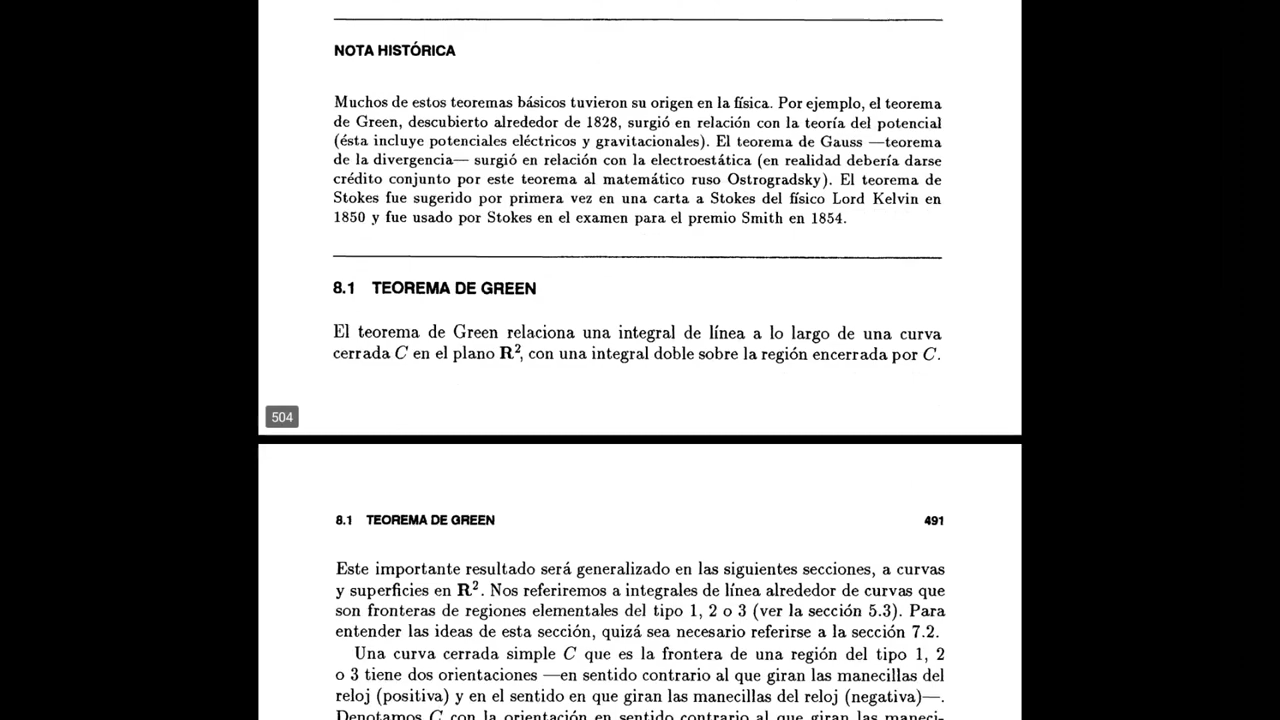 NOTA HISTÓRICA
Muchos de estos teoremas básicos tuvieron su origen en la física. Por ejemplo, el teorema
de Green, descubierto alrededor de 1828, surgió en relación con la teoría del potencial
(ésta incluye potenciales eléctricos y gravitacionales). El teorema de Gauss —teorema
de la divergencia— surgió en relación con la electroestática (en realidad debería darse
crédito conjunto por este teorema al matemático ruso Ostrogradsky). El teorema de
Stokes fue sugerido por primera vez en una carta a Stokes del físico Lord Kelvin en
1850 y fue usado por Stokes en el examen para el premio Smith en 1854.
8.1 TEOREMA DE GREEN
El teorema de Green relaciona una integral de línea a lo largo de una curva
cerrada C en el plano R², con una integral doble sobre la región encerrada por C.
504
8.1 TEOREMA DE GREEN 491
Este importante resultado será generalizado en las siguientes secciones, a curvas
y superficies en R². Nos referiremos a integrales de línea alrededor de curvas que
son fronteras de regiones elementales del tipo 1, 2 o 3 (ver la sección 5.3). Para
entender las ideas de esta sección, quizá sea necesario referirse a la sección 7.2.
Una curva cerrada simple C que es la frontera de una región del tipo 1, 2
o 3 tiene dos orientaciones —en sentido contrario al que giran las manecillas del
reloj (positiva) y en el sentido en que giran las manecillas del reloj (negativa)—.
Denotamos C con la orientación en sentido contrario al que giran las maneci-